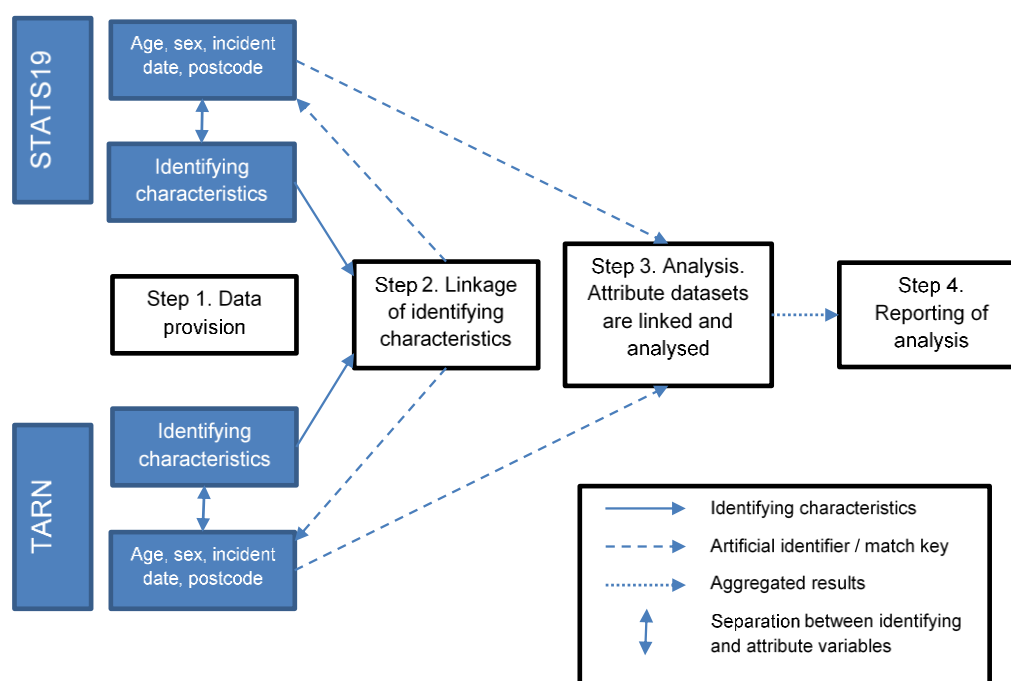 STATS19
Age, sex, incident
date, postcode
Identifying
characteristics
Step 1. Data
provision
Step 2. Linkage
of identifying
characteristics
Step 3. Analysis.
Attribute datasets
are linked and
analysed
Step 4.
Reporting of
analysis
TARN
Identifying
characteristics
Age, sex, incident
date, postcode
Identifying characteristics
Artificial identifier / match key
Aggregated results
Separation between identifying
and attribute variables